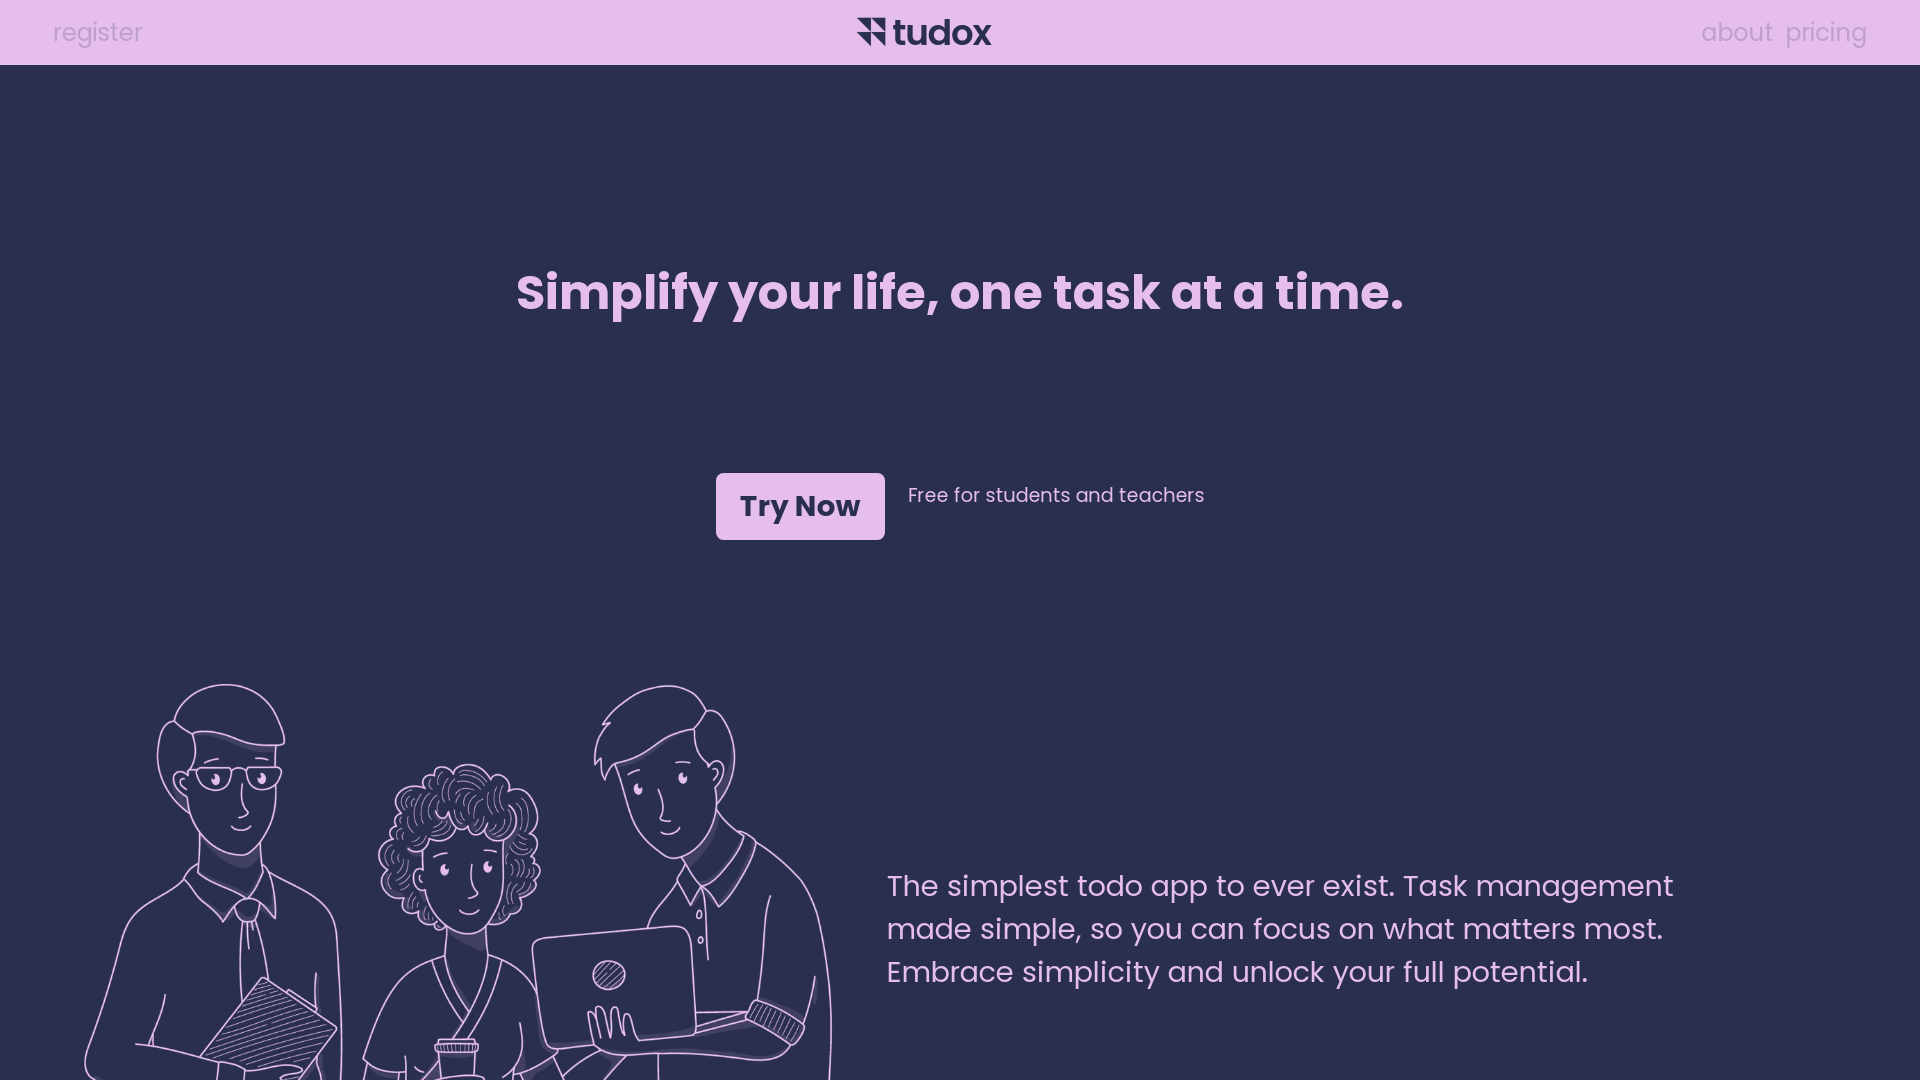 register
tudox
about pricing
Simplify your life, one task at a time.
Try Now
Free for students and teachers
The simplest todo app to ever exist. Task management
made simple, so you can focus on what matters most.
Embrace simplicity and unlock your full potential.